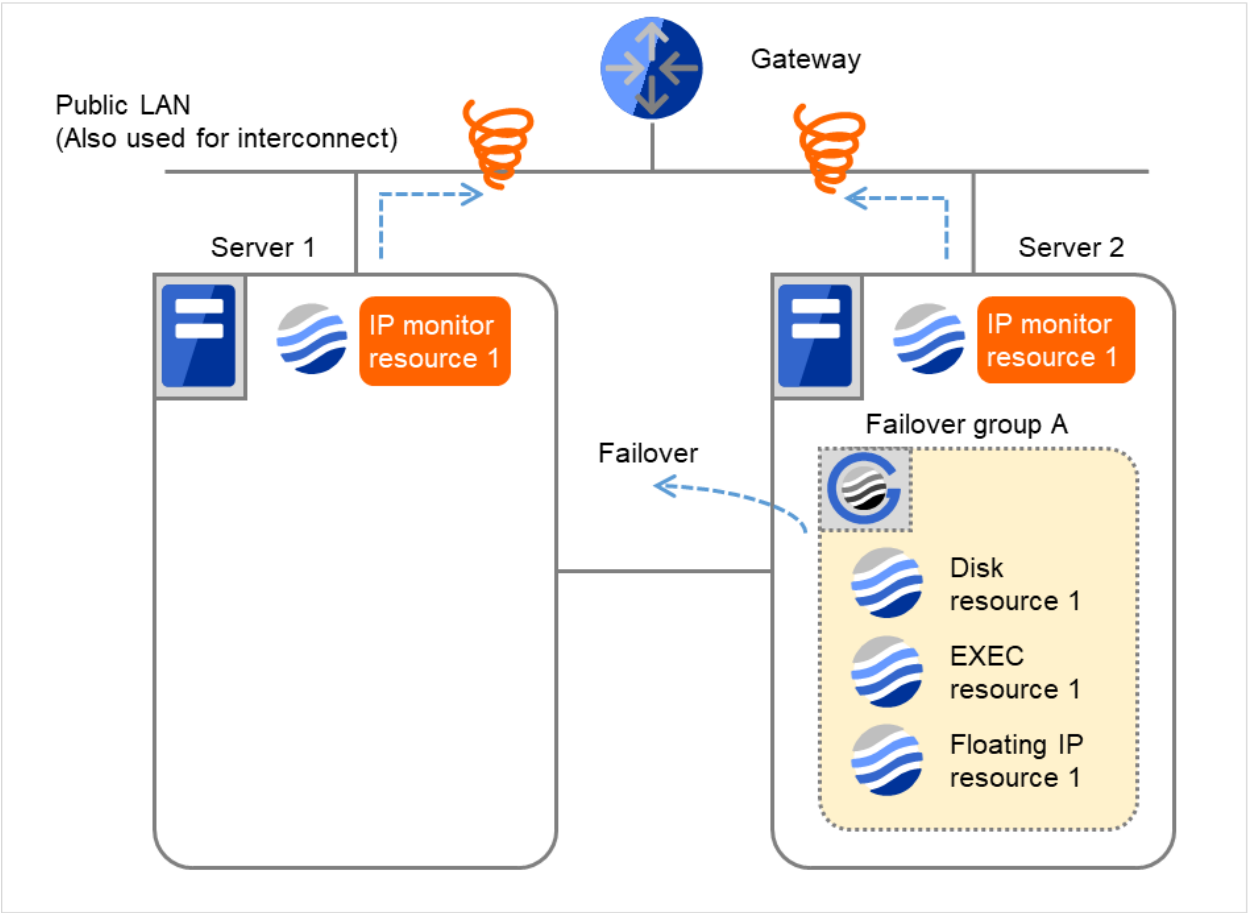 Gateway
Public LAN
(Also used for interconnect)
Server 1
Server 2
IP monitor
resource 1
IP monitor
resource 1
Failover group A
Failover
Disk
resource 1
EXEC
resource 1
Floating IP
resource 1